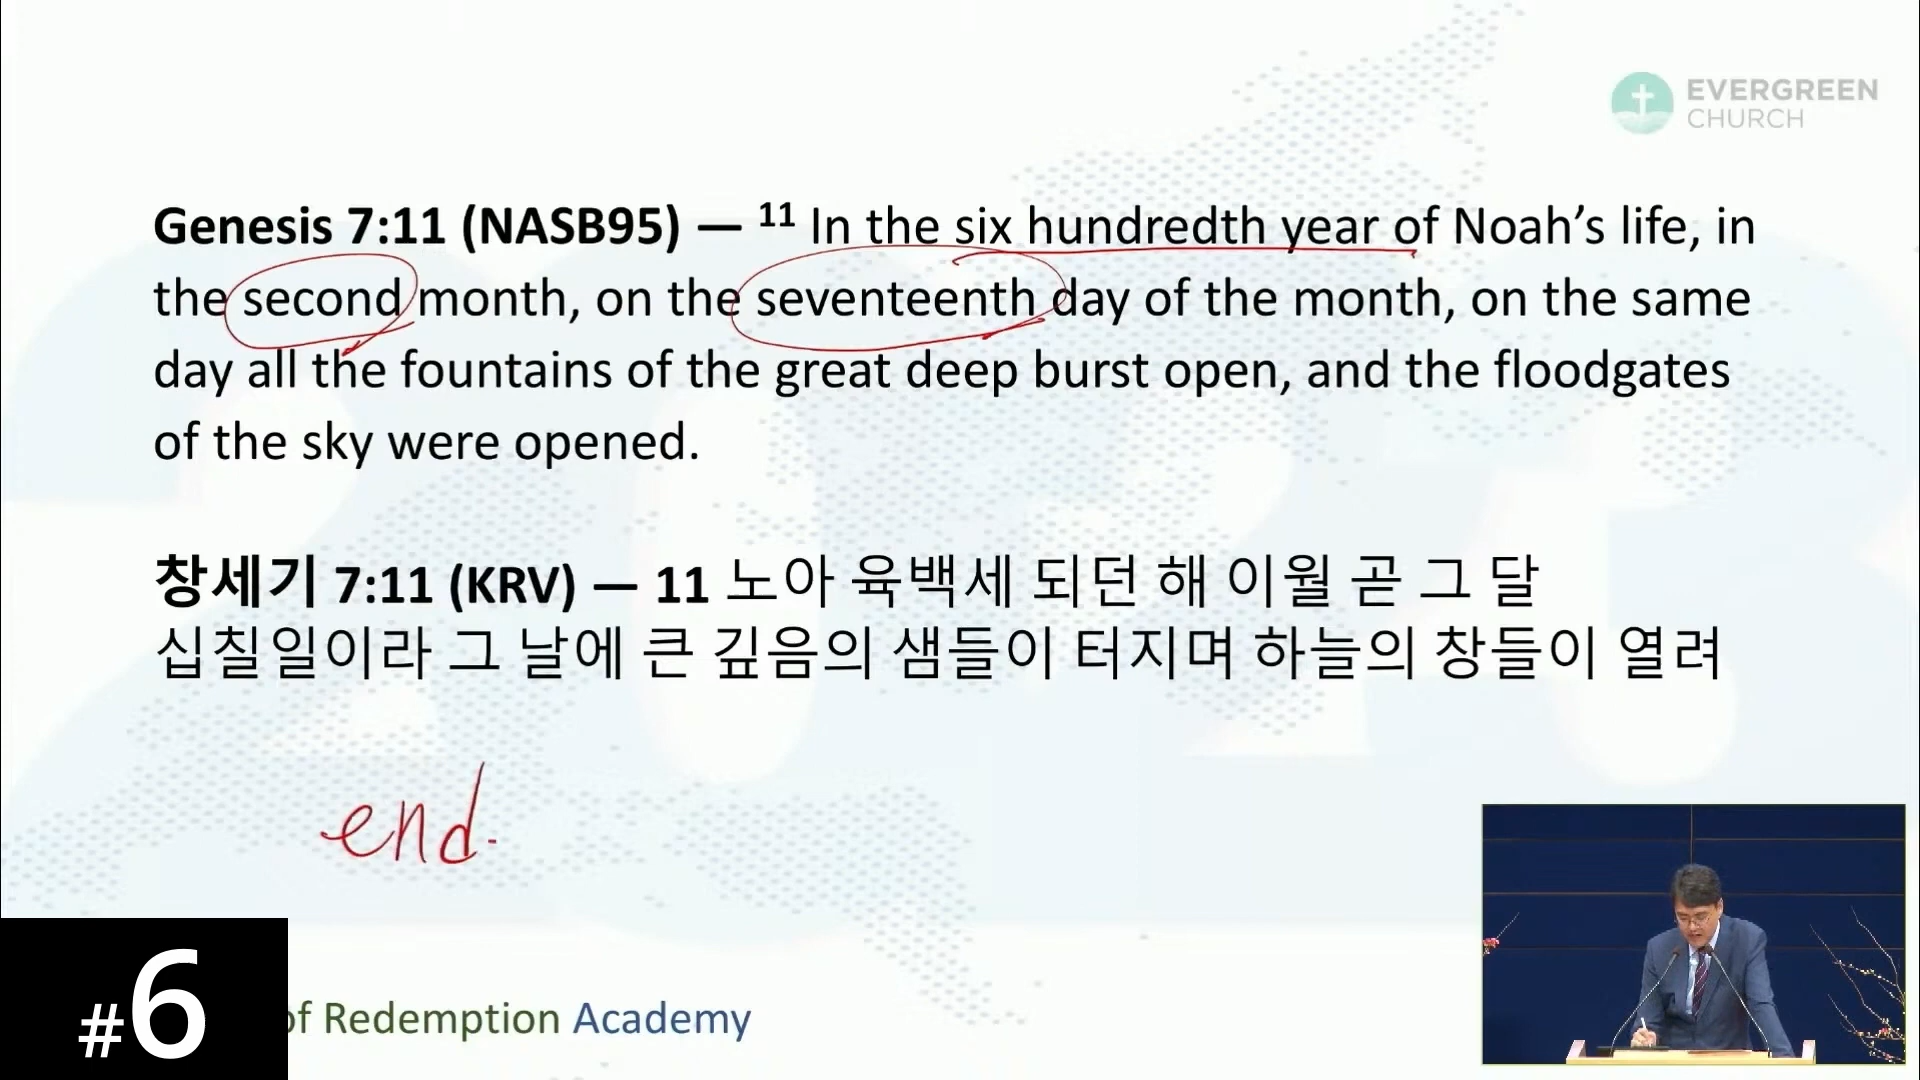 EVERGREEN
CHURCH
Genesis 7:11 (NASB95) — 11 In the six hundredth year of Noah’s life, in
the second month, on the seventeenth day of the month, on the same
day all the fountains of the great deep burst open, and the floodgates
of the sky were opened.
창세기 7:11 (KRV) — 11 노아 육백세 되던 해 이월 곧 그 달
십칠일이라 그 날에 큰 깊음의 샘들이 터지며 하늘의 창들이 열려
end.
#6
of Redemption Academy